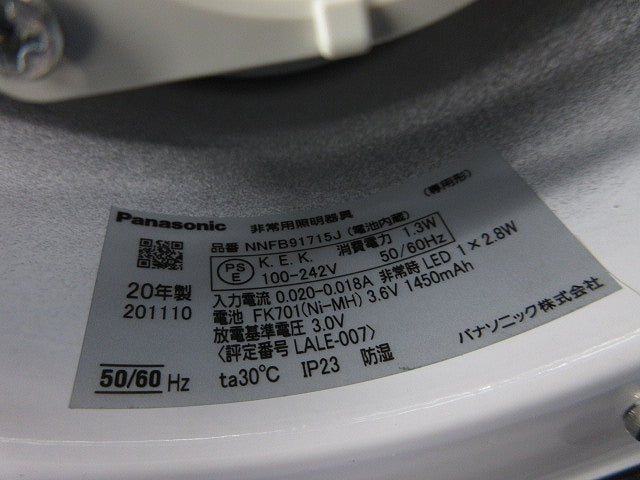 Panasonic 非常用照明器具 (専用形)
品番 NNFB91715J (電池内蔵)
PS E K. E. K. 消費電力 1.3W
100-242V 50/60Hz
20年製
201110
入力電流 0.020-0.018A 非常時 LED 1×2.8W
電池 FK701(Ni-MH) 3.6V 1450mAh
放電基準電圧 3.0V
〈評定番号 LALE-007〉 パナソニック株式会社
50/60 Hz ta30℃ IP23 防湿